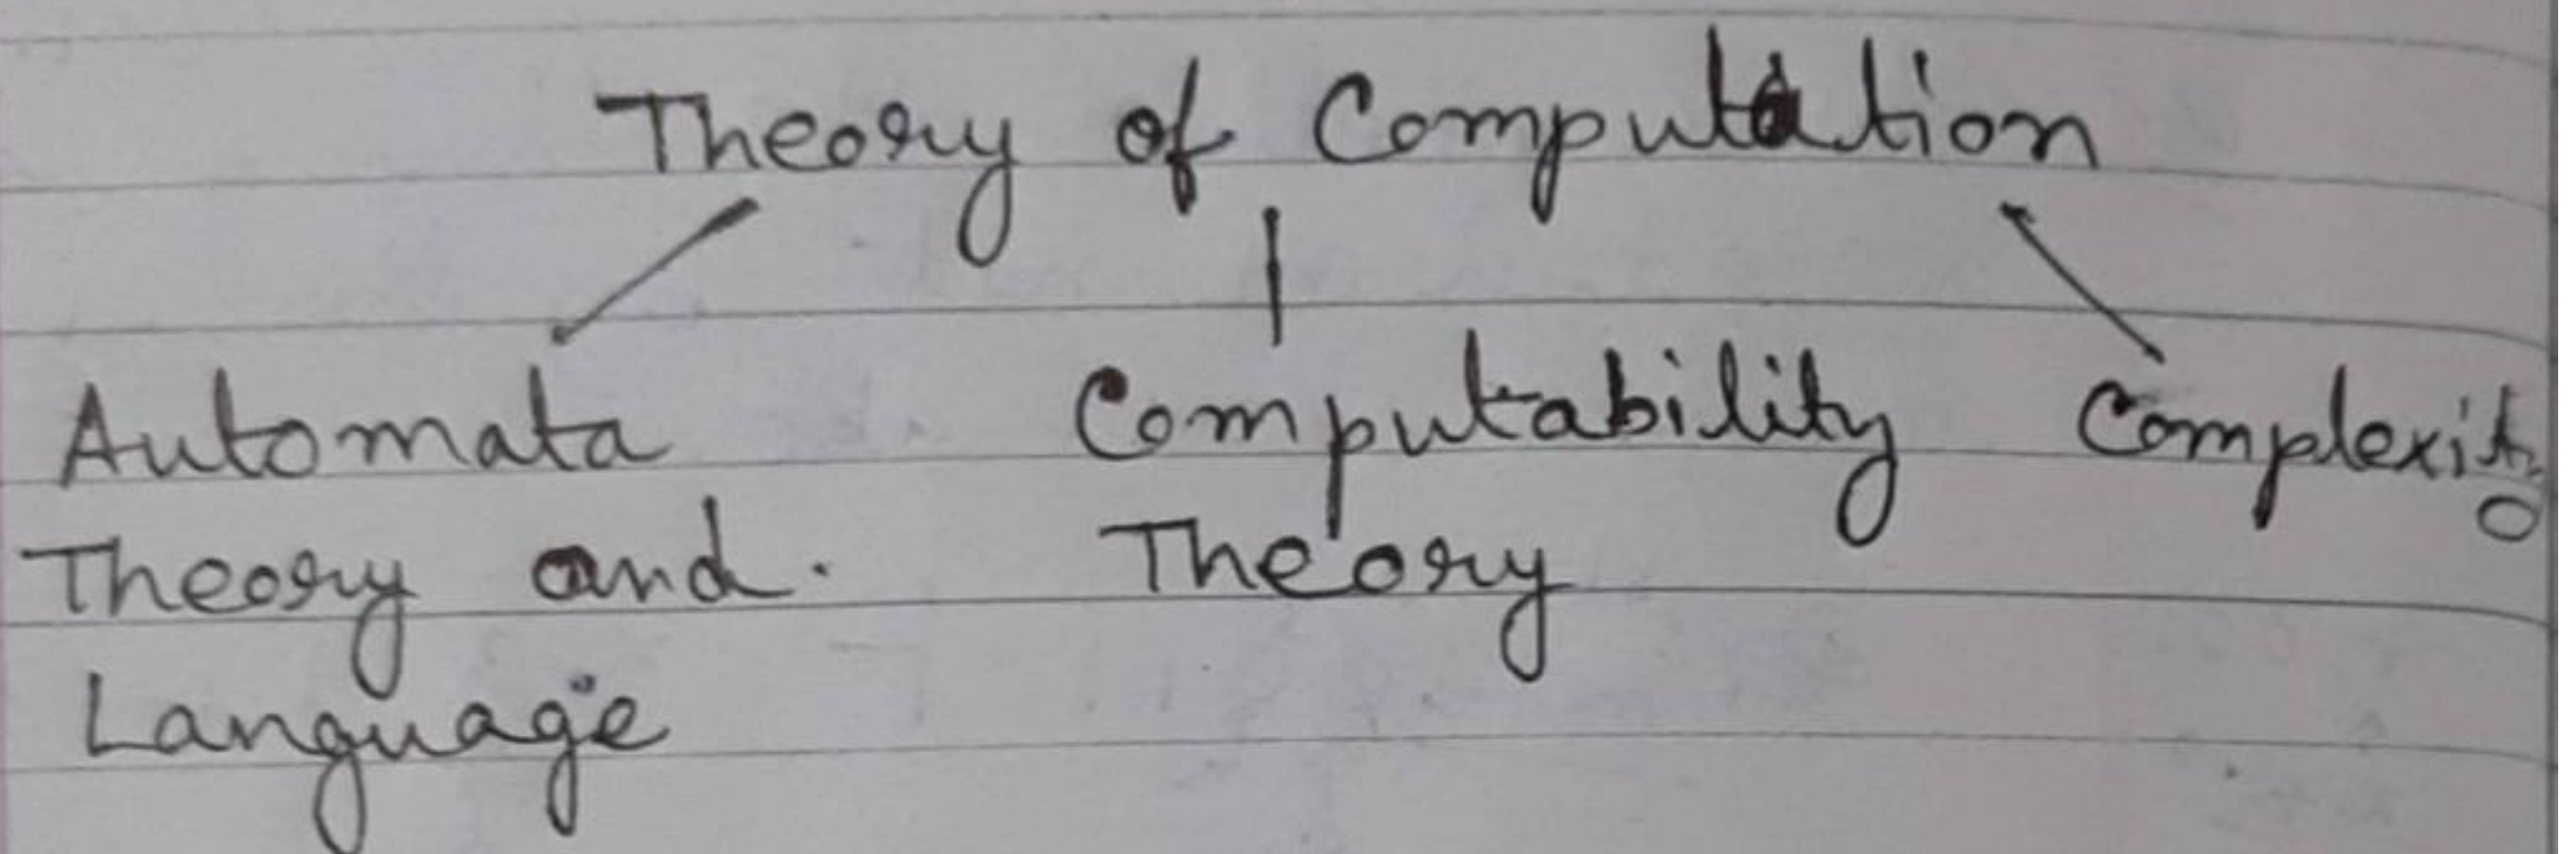 Theory of Computation
Automata Computability Complexity
Theory and. Theory
Language